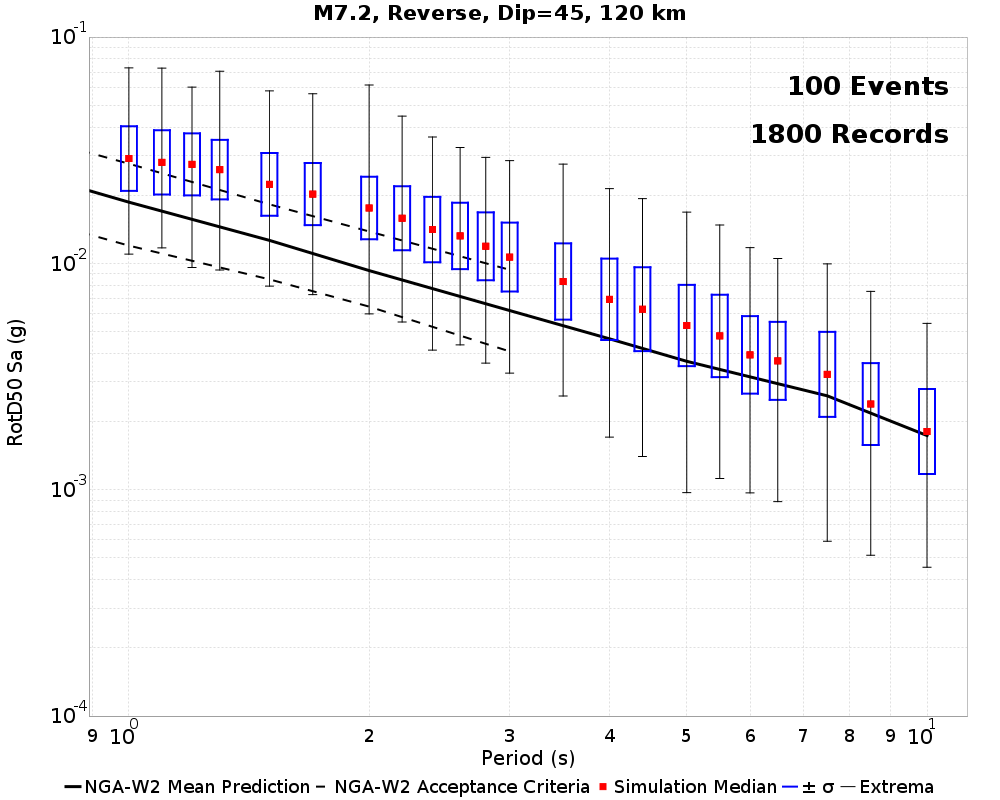 M7.2, Reverse, Dip=45, 120 km
100 Events
1800 Records
RotD50 Sa (g)
10^-1
10^-2
10^-3
10^-4
9 10^0 2 3 4 5 6 7 8 9 10^1
Period (s)
NGA-W2 Mean Prediction NGA-W2 Acceptance Criteria Simulation Median ± σ Extrema